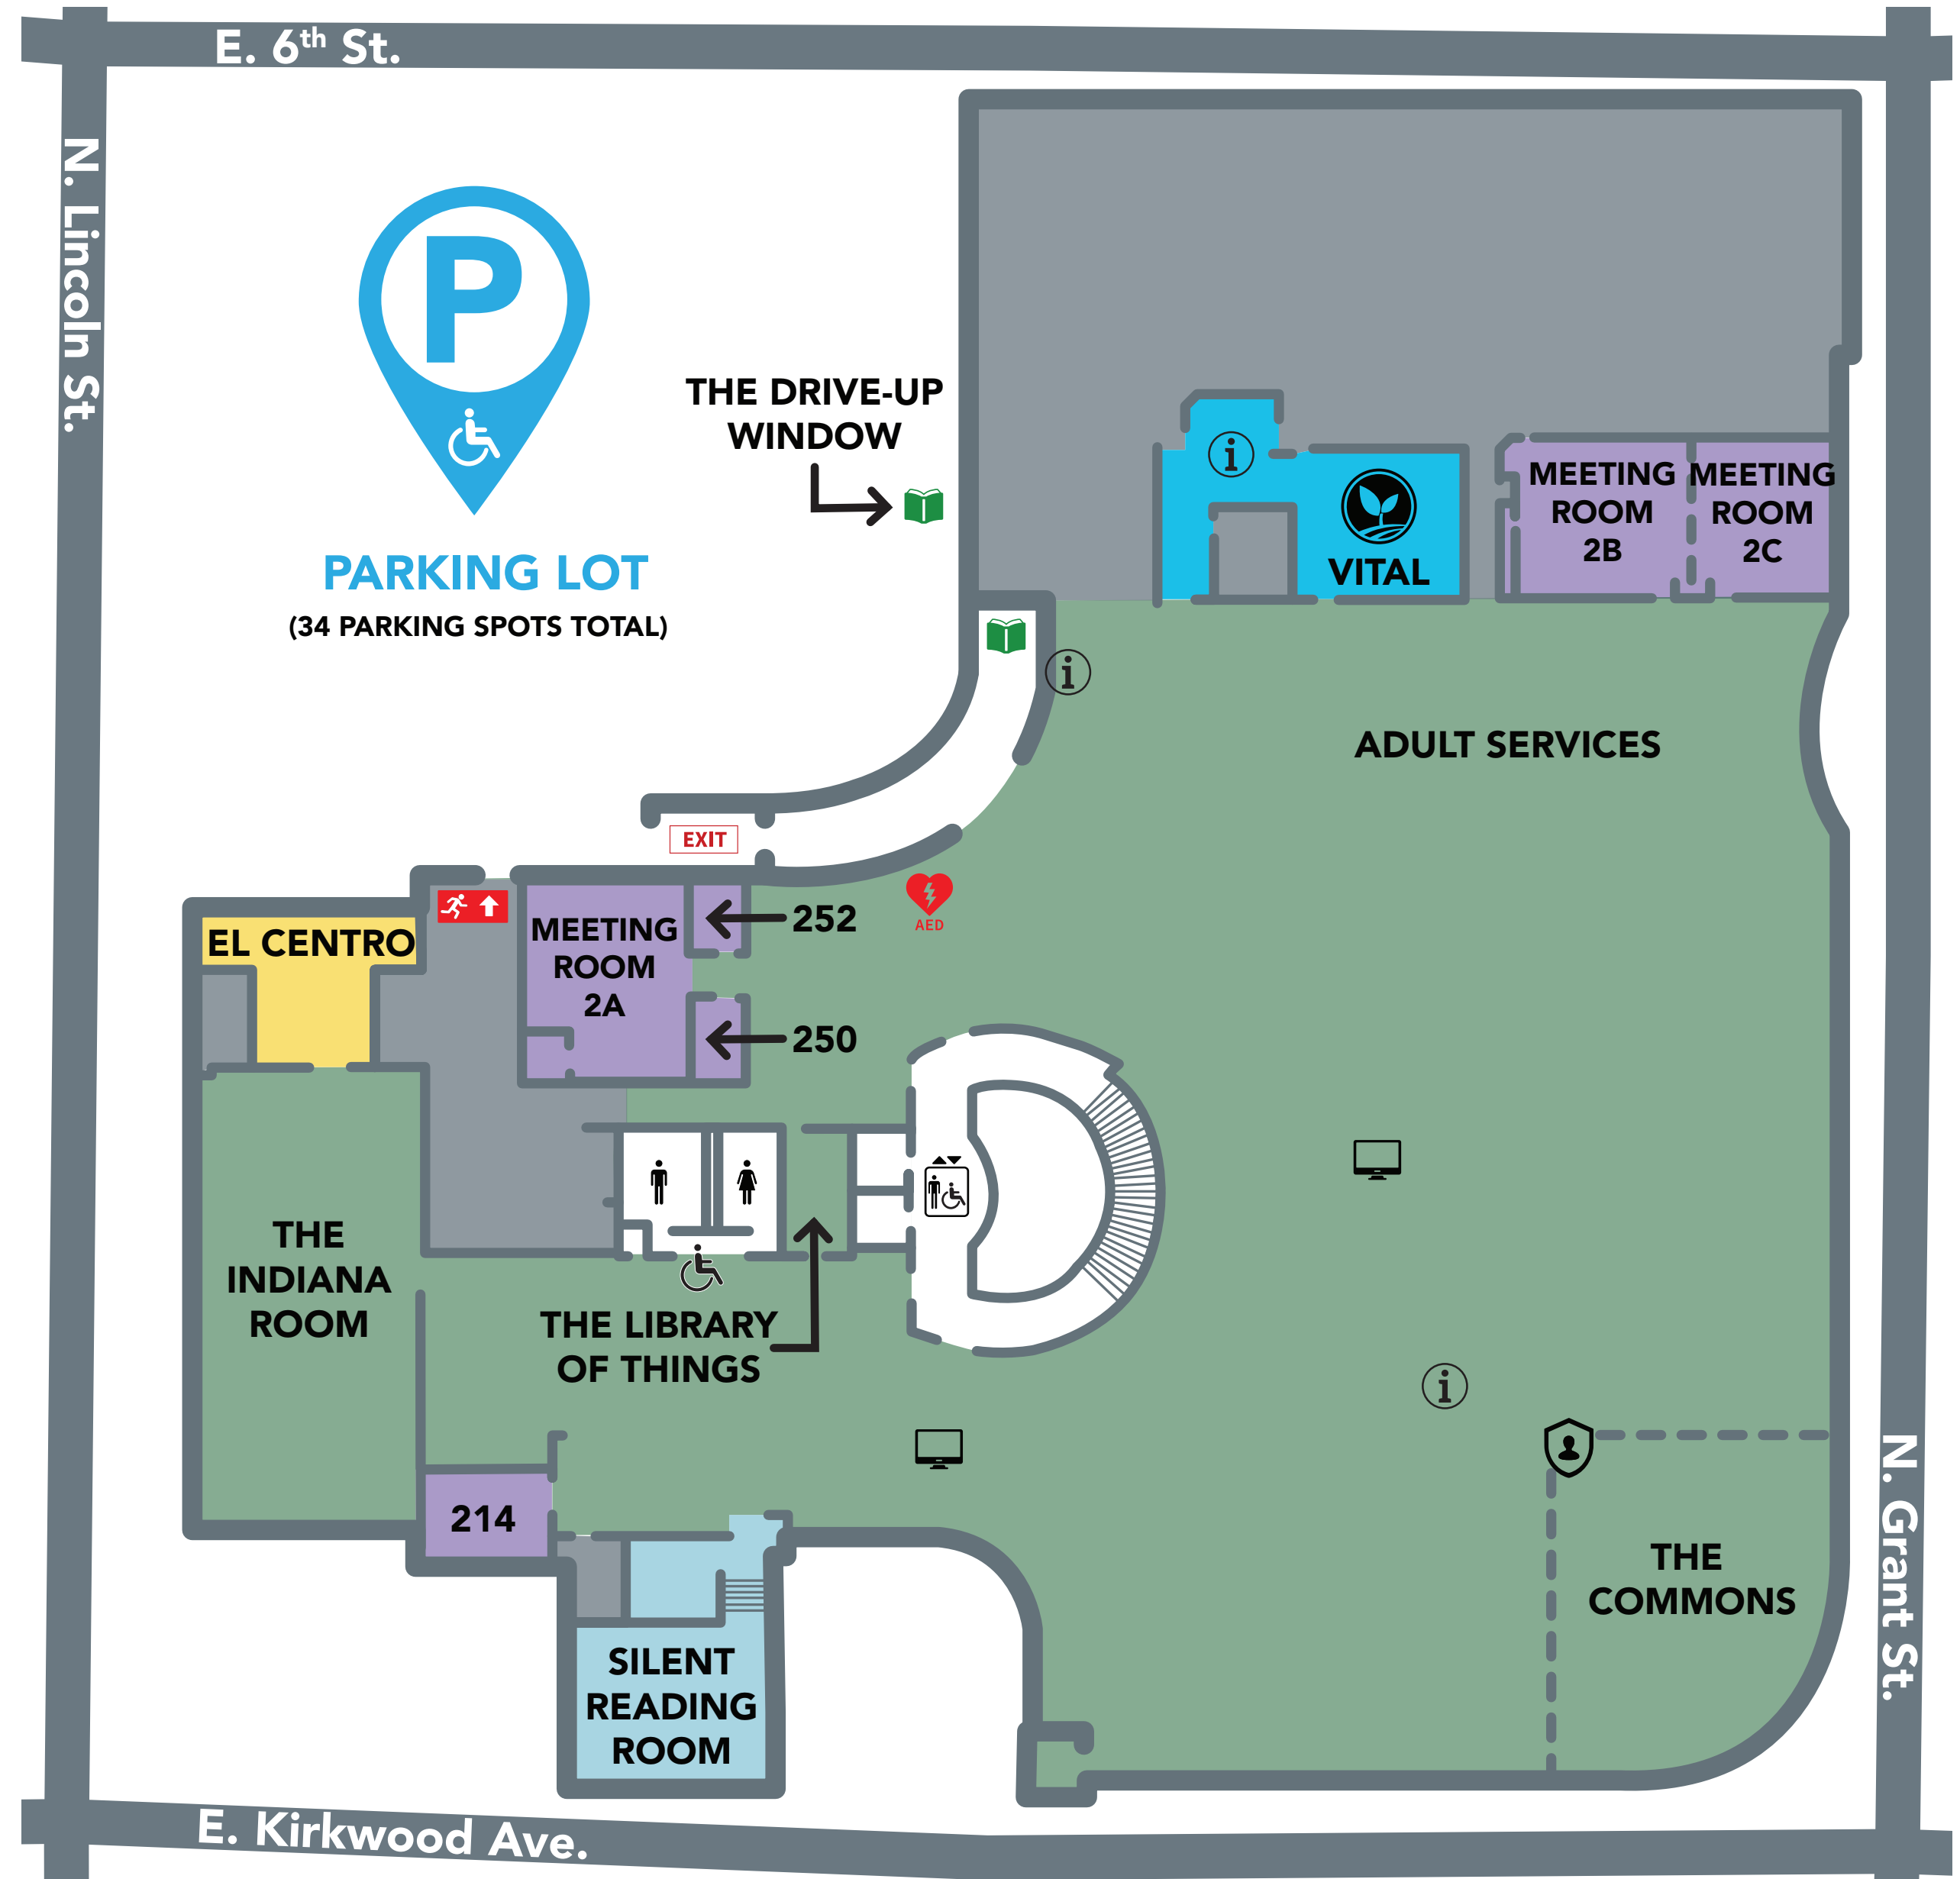 E. 6th St.
N. Lincoln St.
P
PARKING LOT
(34 PARKING SPOTS TOTAL)
THE DRIVE-UP
WINDOW
i
VITAL
MEETING
ROOM
2B
MEETING
ROOM
2C
i
ADULT SERVICES
EXIT
EL CENTRO
MEETING
ROOM
2A
252
AED
250
THE
INDIANA
ROOM
THE LIBRARY
OF THINGS
i
214
THE
COMMONS
SILENT
READING
ROOM
N. Grant St.
E. Kirkwood Ave.